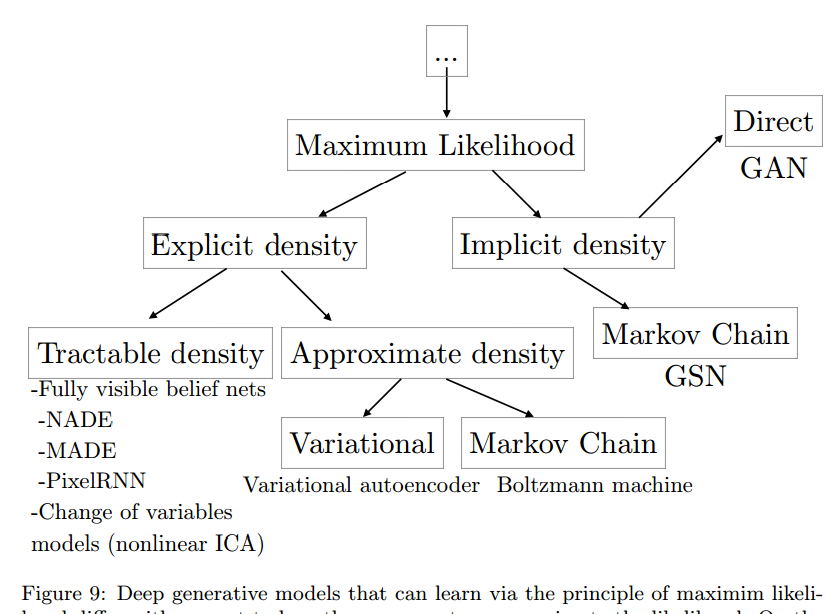 ...
Maximum Likelihood
Direct
GAN
Explicit density
Implicit density
Tractable density
-Fully visible belief nets
-NADE
-MADE
-PixelRNN
-Change of variables
models (nonlinear ICA)
Approximate density
Variational
Variational autoencoder
Markov Chain
Boltzmann machine
Markov Chain
GSN
Figure 9: Deep generative models that can learn via the principle of maximim likeli-